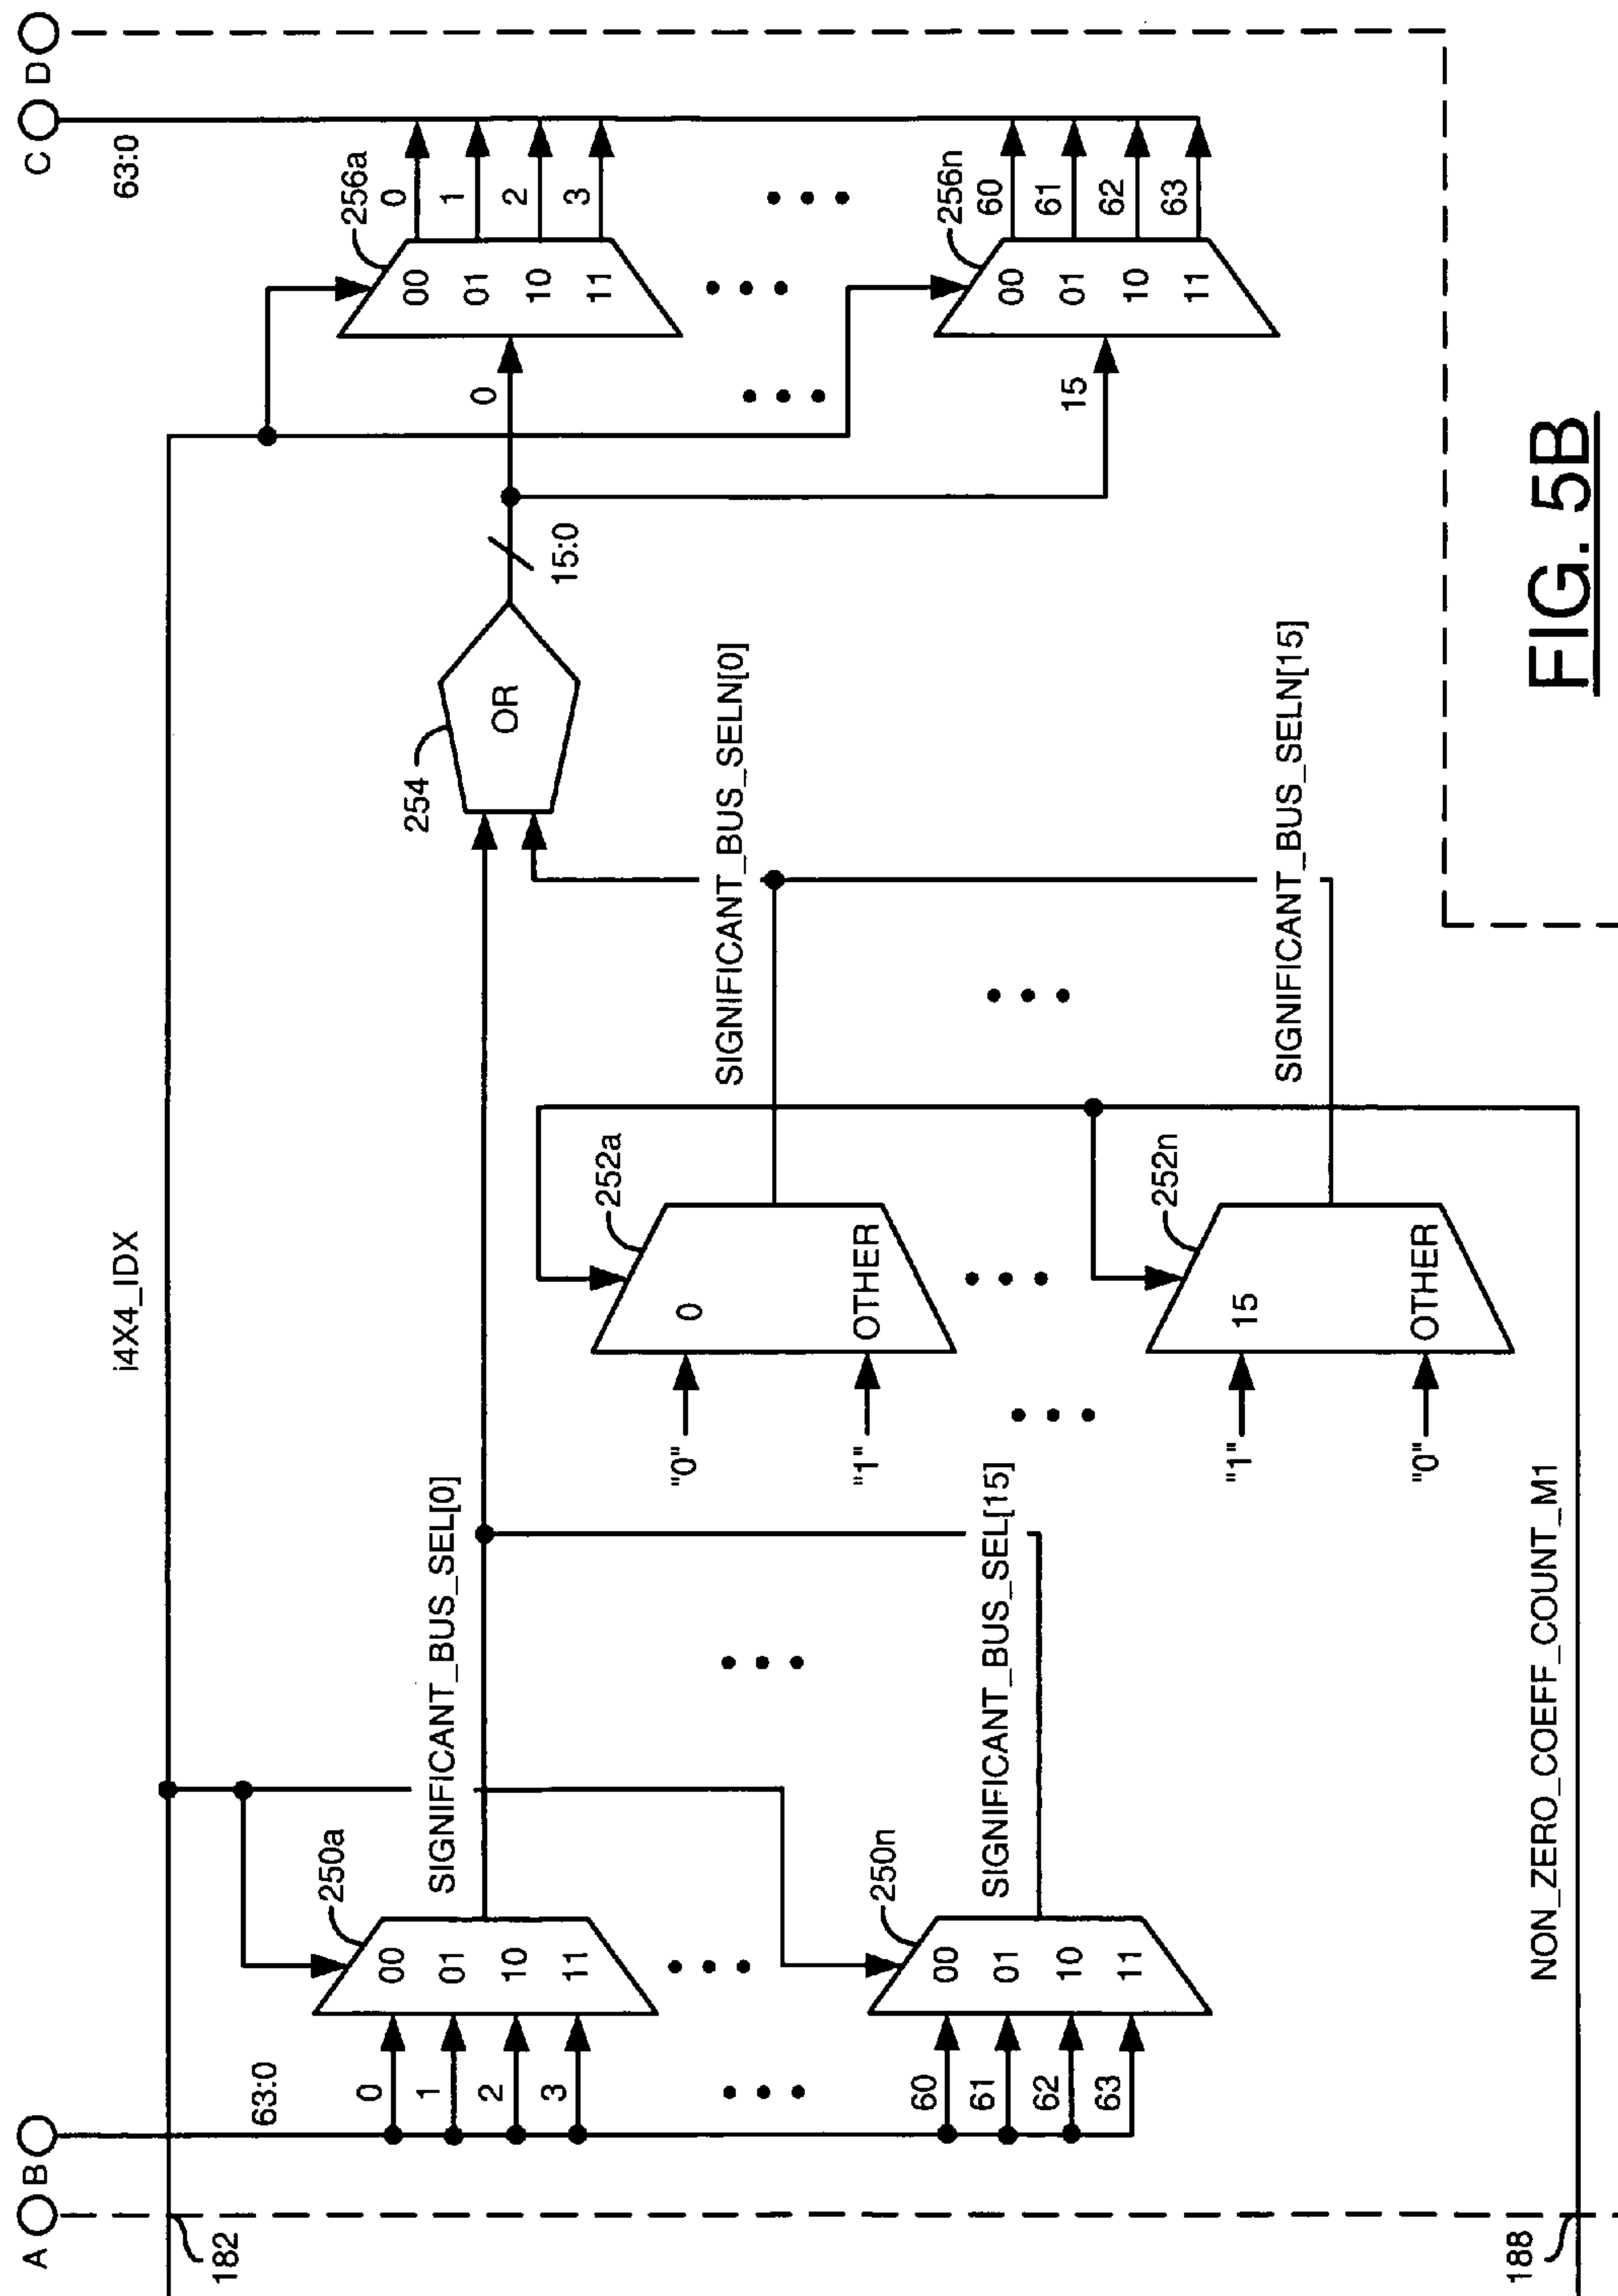 A
B
C
D
182
i4X4_IDX
63:0
63:0
0
1
2
3
250a
00
01
10
11
SIGNIFICANT_BUS_SEL[0]
254
OR
15:0
0
256a
00
01
10
11
0
1
2
3
60
61
62
63
250n
00
01
10
11
SIGNIFICANT_BUS_SEL[15]
"0"
"1"
252a
0
OTHER
SIGNIFICANT_BUS_SELN[0]
"1"
"0"
252n
15
OTHER
SIGNIFICANT_BUS_SELN[15]
15
256n
00
01
10
11
60
61
62
63
188
NON_ZERO_COEFF_COUNT_M1
FIG. 5B